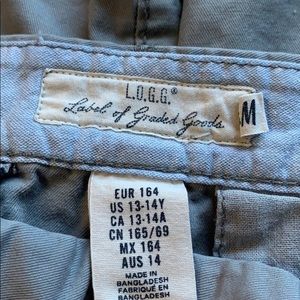 L.O.G.G.®
Label of Graded Goods
M
EUR 164
US 13-14Y
CA 13-14A
CN 165/69
MX 164
AUS 14
MADE IN
BANGLADESH
FABRIQUÉ EN
BANGLADESH